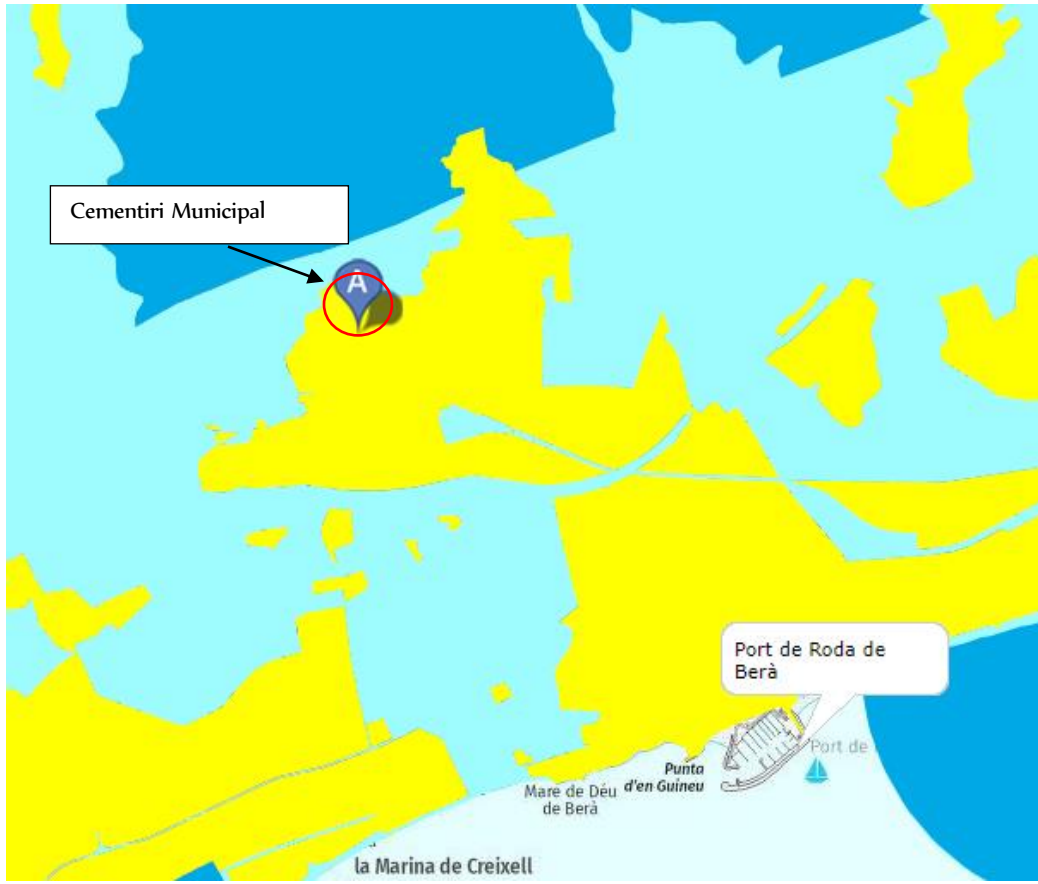 Cementiri Municipal
A
Port de Roda de
Berà
Port de
Punta
d'en Guineu
Mare de Déu
de Berà
la Marina de Creixell